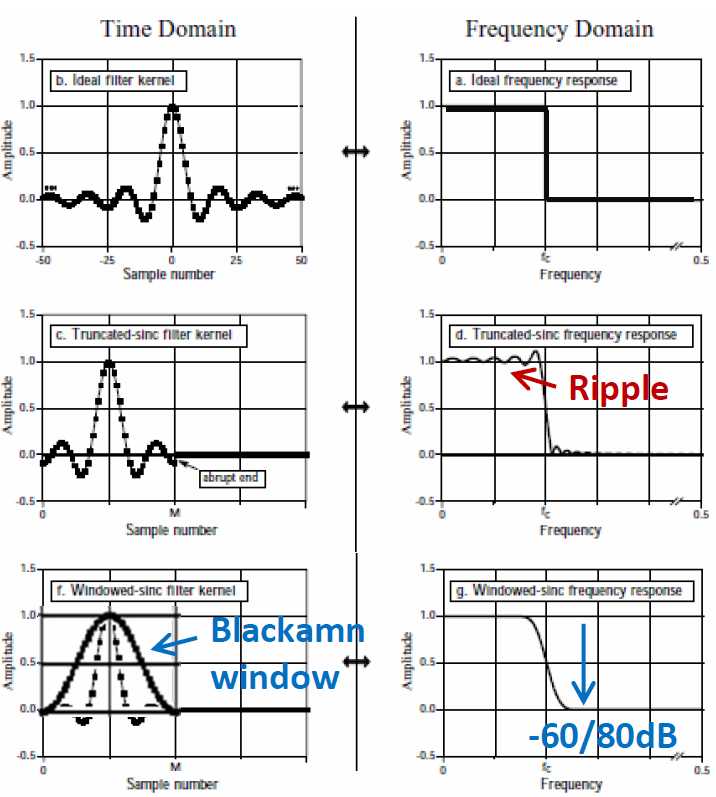 Time Domain
Frequency Domain
1.5
1.0
0.5
0.0
-0.5
Amplitude
b. Ideal filter kernel
-50
-25
0
25
50
Sample number
1.5
1.0
0.5
0.0
-0.5
Amplitude
a. Ideal frequency response
0
fc
0.5
Frequency
1.5
1.0
0.5
0.0
-0.5
Amplitude
c. Truncated-sinc filter kernel
abrupt end
0
M
Sample number
1.5
1.0
0.5
0.0
-0.5
Amplitude
d. Truncated-sinc frequency response
Ripple
0
fc
0.5
Frequency
1.5
1.0
0.5
0.0
-0.5
Amplitude
f. Windowed-sinc filter kernel
Blackamn
window
0
M
Sample number
1.5
1.0
0.5
0.0
-0.5
Amplitude
g. Windowed-sinc frequency response
-60/80dB
0
fc
0.5
Frequency